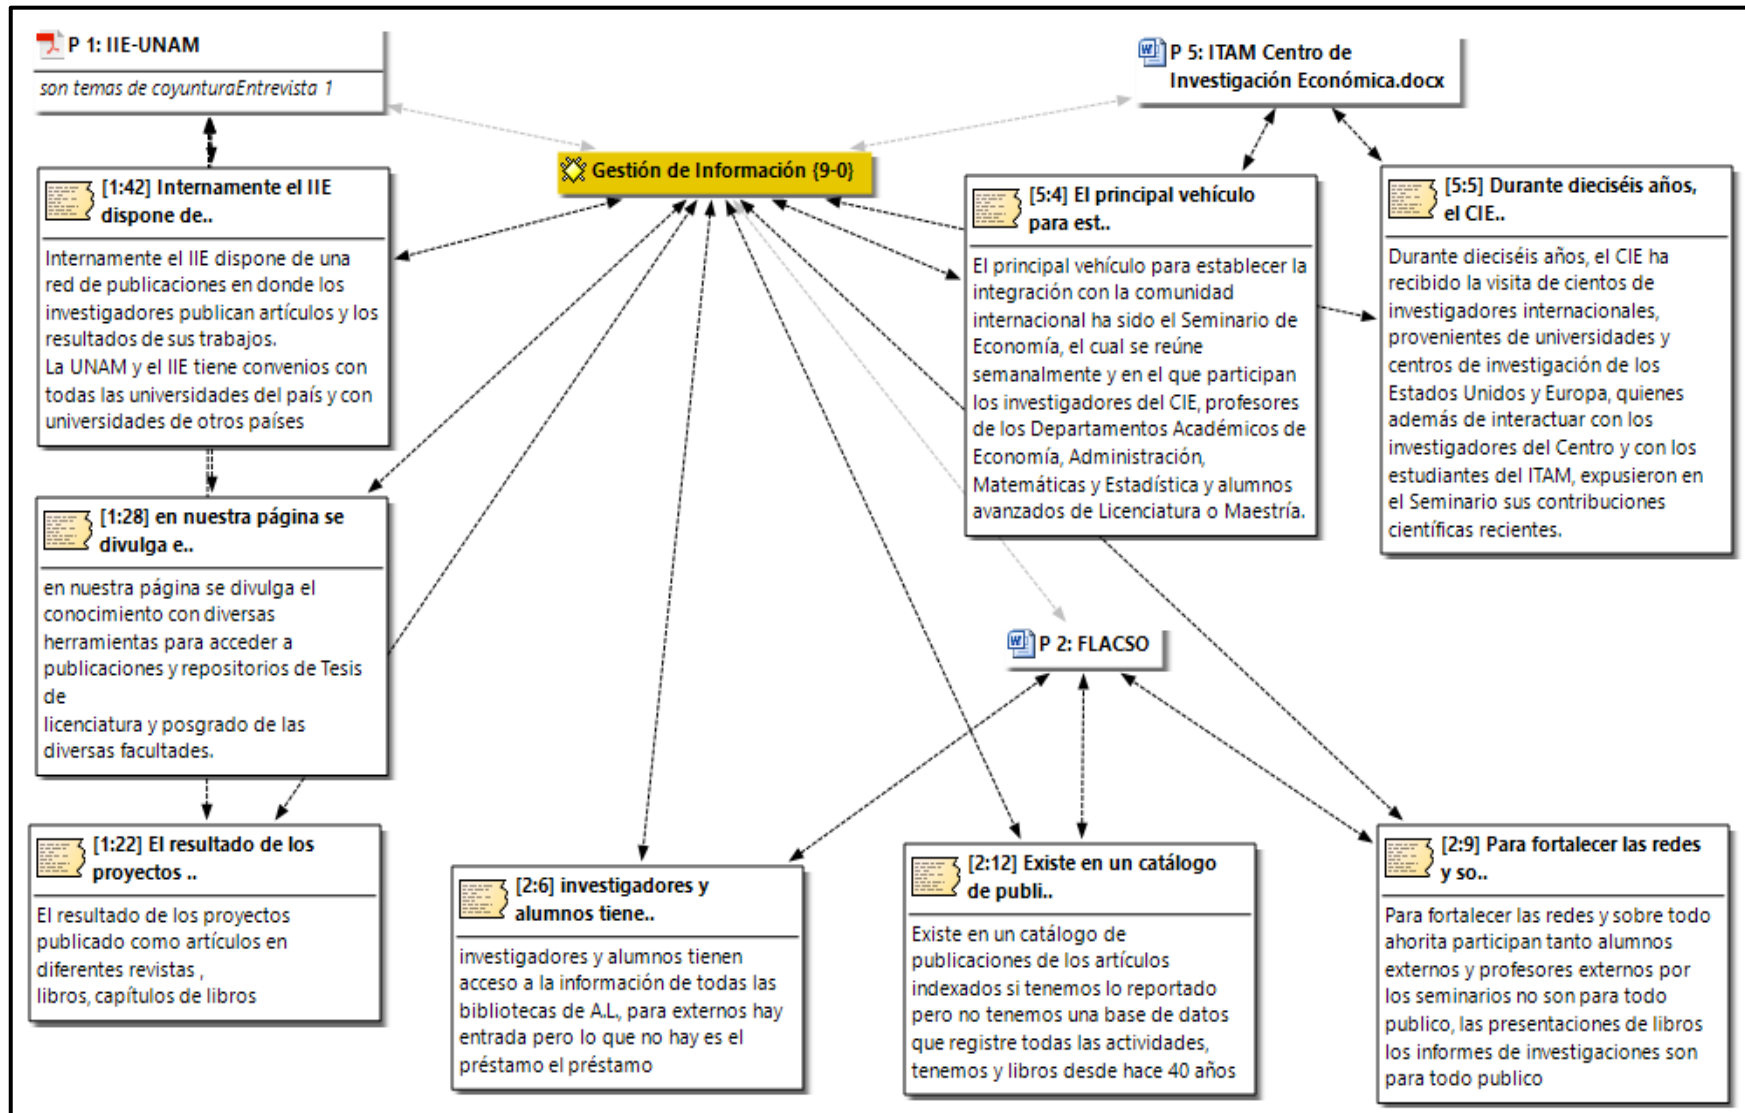 P 1: IIE-UNAM
son temas de coyunturaEntrevista 1
P 5: ITAM Centro de
Investigación Económica.docx
Gestión de Información {9-0}
[1:42] Internamente el IIE
dispone de..
Internamente el IIE dispone de una
red de publicaciones en donde los
investigadores publican artículos y los
resultados de sus trabajos.
La UNAM y el IIE tiene convenios con
todas las universidades del país y con
universidades de otros países
[5:4] El principal vehículo
para est..
El principal vehículo para establecer la
integración con la comunidad
internacional ha sido el Seminario de
Economía, el cual se reúne
semanalmente y en el que participan
los investigadores del CIE, profesores
de los Departamentos Académicos de
Economía, Administración,
Matemáticas y Estadística y alumnos
avanzados de Licenciatura o Maestría.
[5:5] Durante dieciséis años,
el CIE..
Durante dieciséis años, el CIE ha
recibido la visita de cientos de
investigadores internacionales,
provenientes de universidades y
centros de investigación de los
Estados Unidos y Europa, quienes
además de interactuar con los
investigadores del Centro y con los
estudiantes del ITAM, expusieron en
el Seminario sus contribuciones
científicas recientes.
[1:28] en nuestra página se
divulga e..
en nuestra página se divulga el
conocimiento con diversas
herramientas para acceder a
publicaciones y repositorios de Tesis
de
licenciatura y posgrado de las
diversas facultades.
P 2: FLACSO
[1:22] El resultado de los
proyectos ..
El resultado de los proyectos
publicado como artículos en
diferentes revistas ,
libros, capítulos de libros
[2:6] investigadores y
alumnos tiene..
investigadores y alumnos tienen
acceso a la información de todas las
bibliotecas de A.L, para externos hay
entrada pero lo que no hay es el
préstamo el préstamo
[2:12] Existe en un catálogo
de publi..
Existe en un catálogo de
publicaciones de los artículos
indexados si tenemos lo reportado
pero no tenemos una base de datos
que registre todas las actividades,
tenemos y libros desde hace 40 años
[2:9] Para fortalecer las redes
y so..
Para fortalecer las redes y sobre todo
ahorita participan tanto alumnos
externos y profesores externos por
los seminarios no son para todo
publico, las presentaciones de libros
los informes de investigaciones son
para todo publico